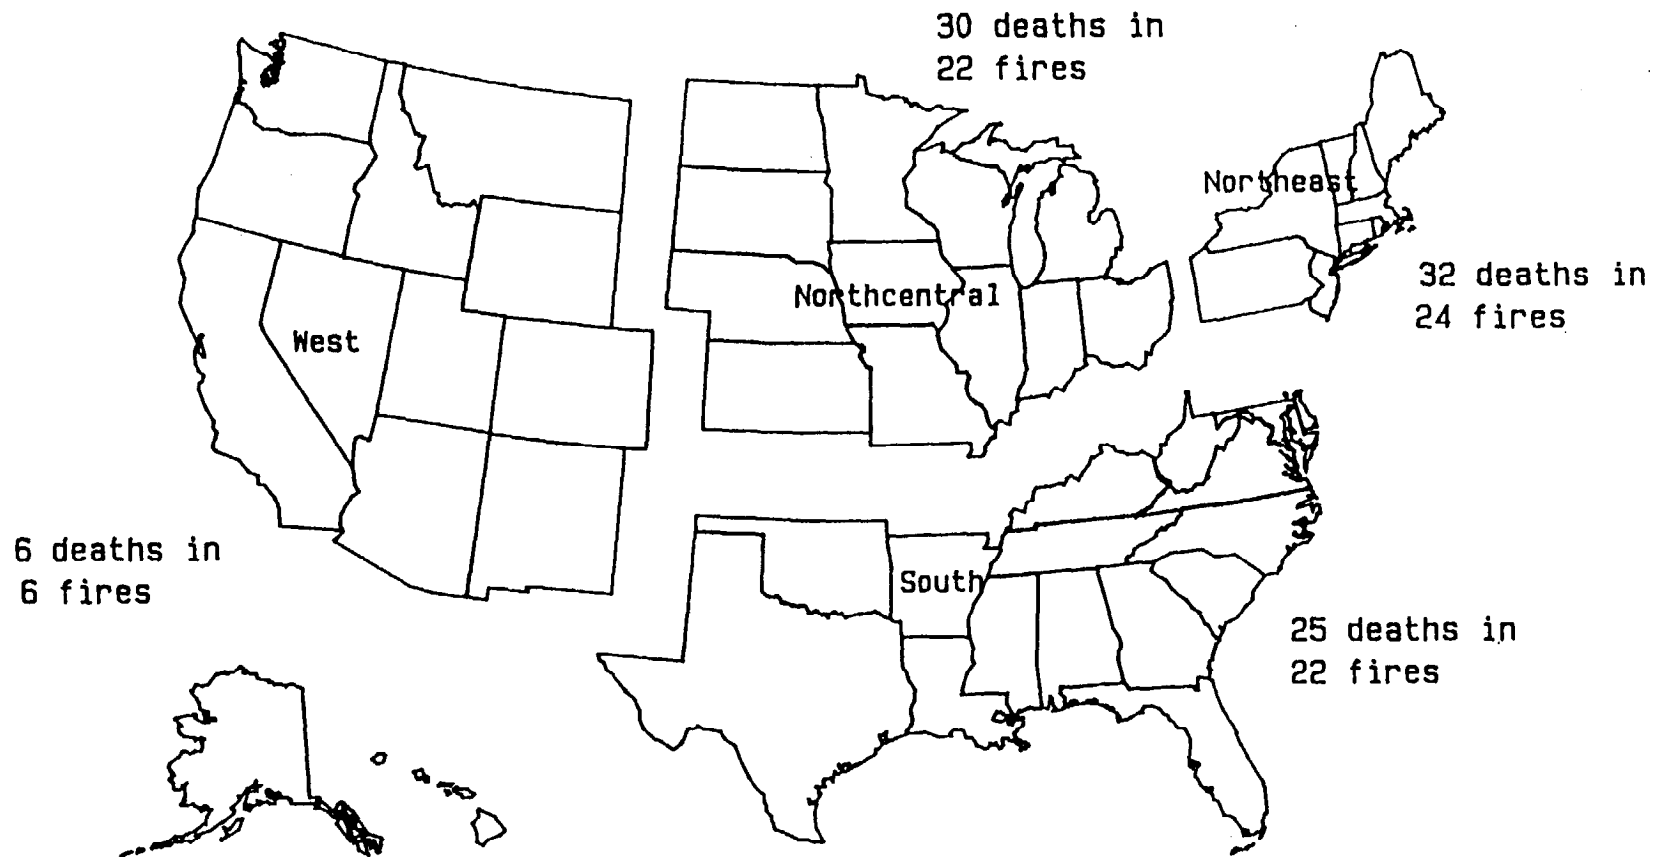 30 deaths in
22 fires
Northeast
32 deaths in
24 fires
Northcentral
West
6 deaths in
6 fires
South
25 deaths in
22 fires